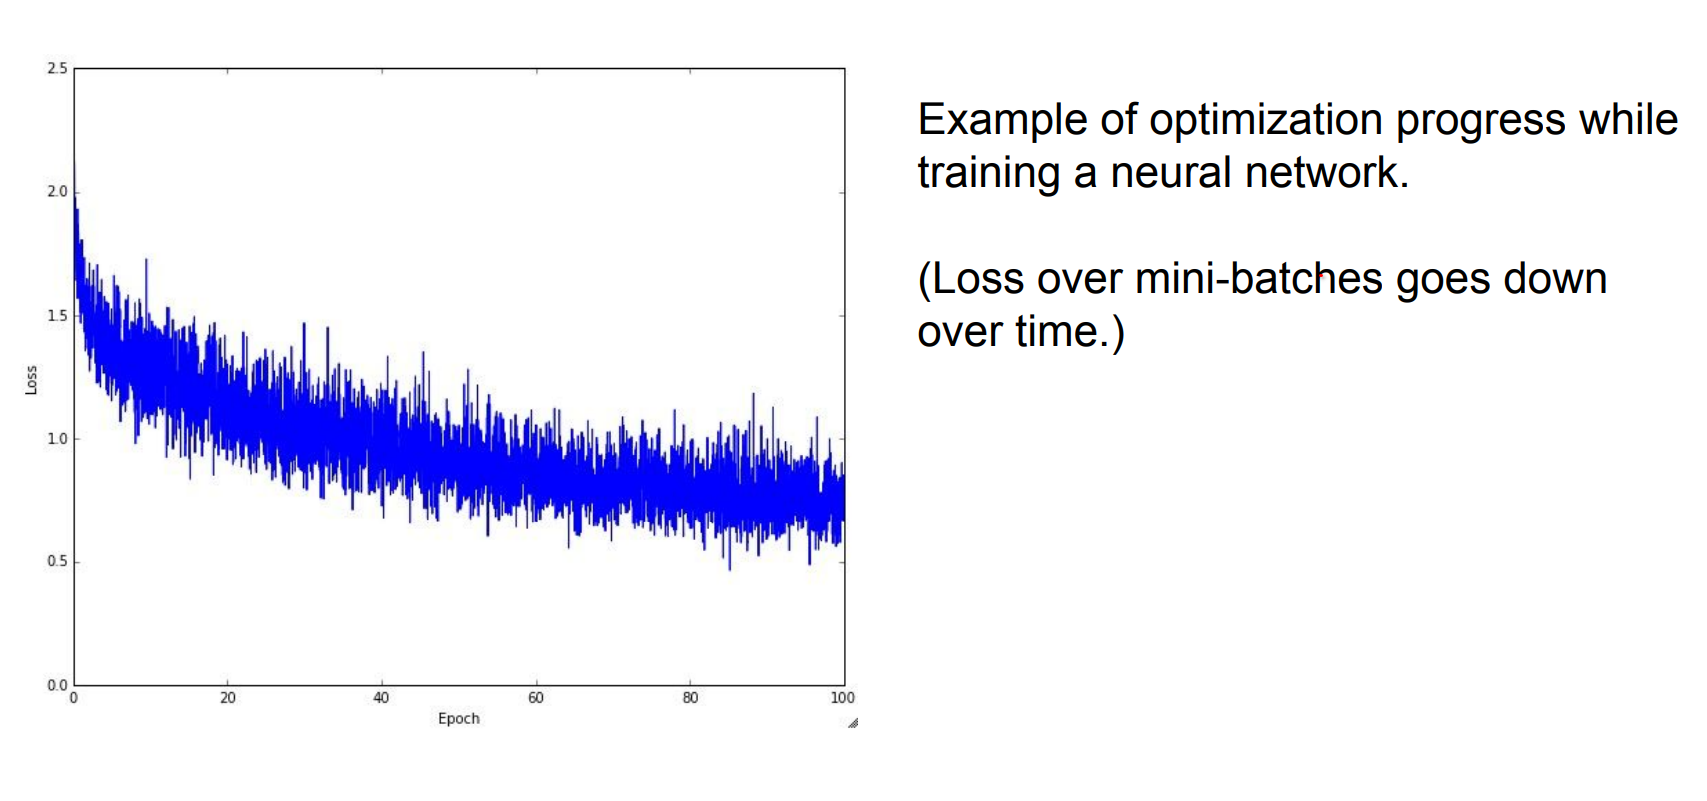 2.5
2.0
1.5
1.0
0.5
0.0
Loss
0 20 40 60 80 100
Epoch
Example of optimization progress while
training a neural network.
(Loss over mini-batches goes down
over time.)